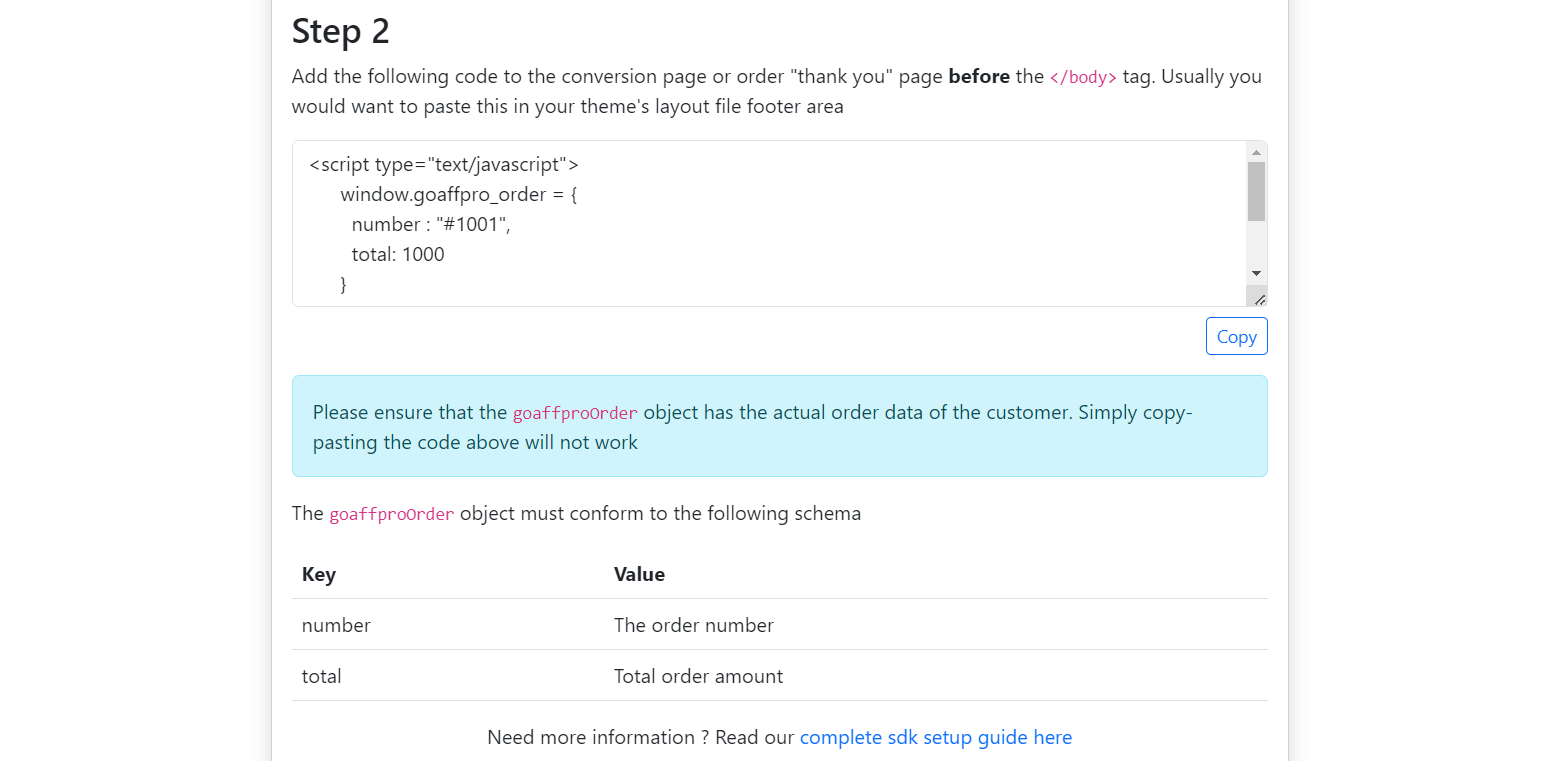 Step 2
Add the following code to the conversion page or order "thank you" page before the </body> tag. Usually you
would want to paste this in your theme's layout file footer area
<script type="text/javascript">
window.goaffpro_order = {
number : "#1001",
total: 1000
}
Copy
Please ensure that the goaffproOrder object has the actual order data of the customer. Simply copy-
pasting the code above will not work
The goaffproOrder object must conform to the following schema
Key Value
number The order number
total Total order amount
Need more information ? Read our complete sdk setup guide here